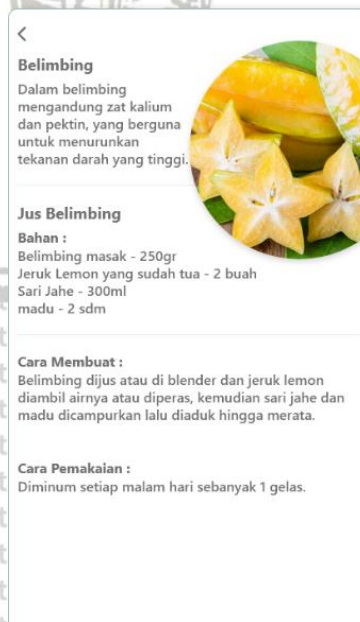 Belimbing
Dalam belimbing
mengandung zat kalium
dan pektin, yang berguna
untuk menurunkan
tekanan darah yang tinggi.
Jus Belimbing
Bahan :
Belimbing masak - 250gr
Jeruk Lemon yang sudah tua - 2 buah
Sari Jahe - 300ml
madu - 2 sdm
Cara Membuat :
Belimbing dijus atau di blender dan jeruk lemon
diambil airnya atau diperas, kemudian sari jahe dan
madu dicampurkan lalu diaduk hingga merata.
Cara Pemakaian :
Diminum setiap malam hari sebanyak 1 gelas.